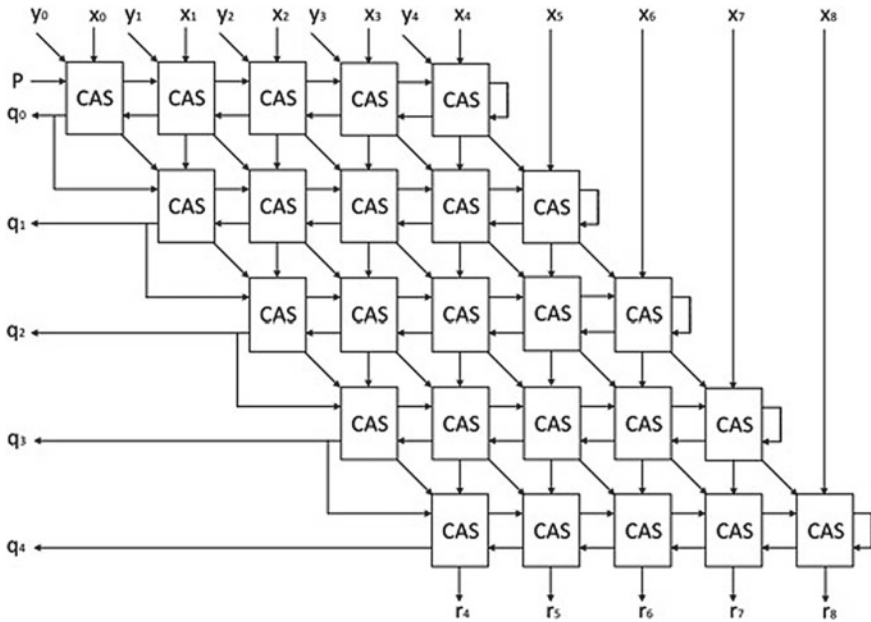 y₀ x₀ y₁ x₁ y₂ x₂ y₃ x₃ y₄ x₄ x₅ x₆ x₇ x₈
P
CAS CAS CAS CAS CAS
q₀
CAS CAS CAS CAS CAS
q₁
CAS CAS CAS CAS CAS
q₂
CAS CAS CAS CAS CAS
q₃
CAS CAS CAS CAS CAS
q₄
r₄ r₅ r₆ r₇ r₈